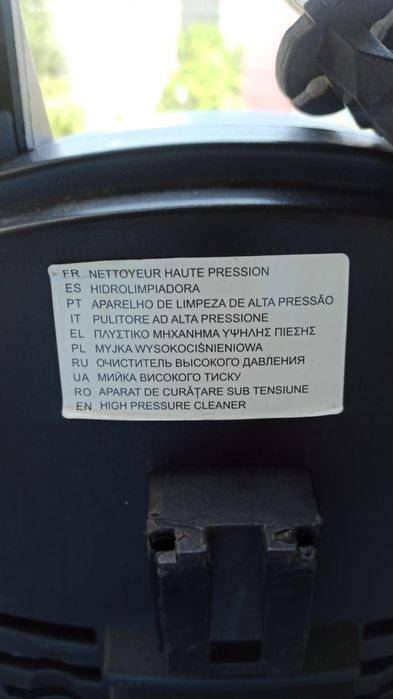 FR NETTOYEUR HAUTE PRESSION
ES HIDROLIMPIADORA
PT APARELHO DE LIMPEZA DE ALTA PRESSÃO
IT PULITORE AD ALTA PRESSIONE
EL ΠΛΥΣΤΙΚΟ ΜΗΧΑΝΗΜΑ ΥΨΗΛΗΣ ΠΙΕΣΗΣ
PL MYJKA WYSOKOCIŚNIENIOWA
RU ОЧИСТИТЕЛЬ ВЫСОКОГО ДАВЛЕНИЯ
UA МИЙКА ВИСОКОГО ТИСКУ
RO APARAT DE CURĂȚARE SUB TENSIUNE
EN HIGH PRESSURE CLEANER